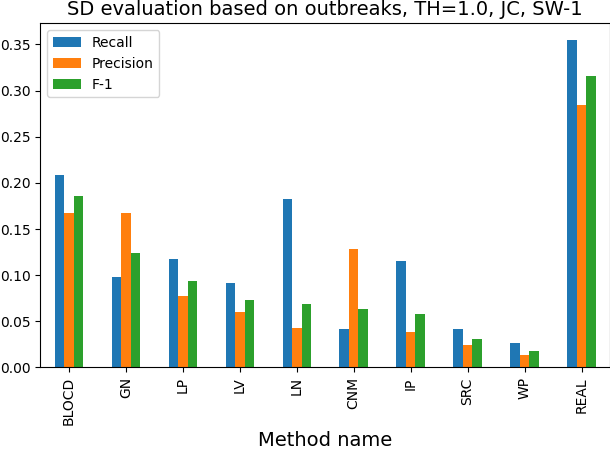 SD evaluation based on outbreaks, TH=1.0, JC, SW-1
Recall
Precision
F-1
0.35
0.30
0.25
0.20
0.15
0.10
0.05
0.00
BLOCD
GN
LP
LV
LN
CNM
IP
SRC
WP
REAL
Method name